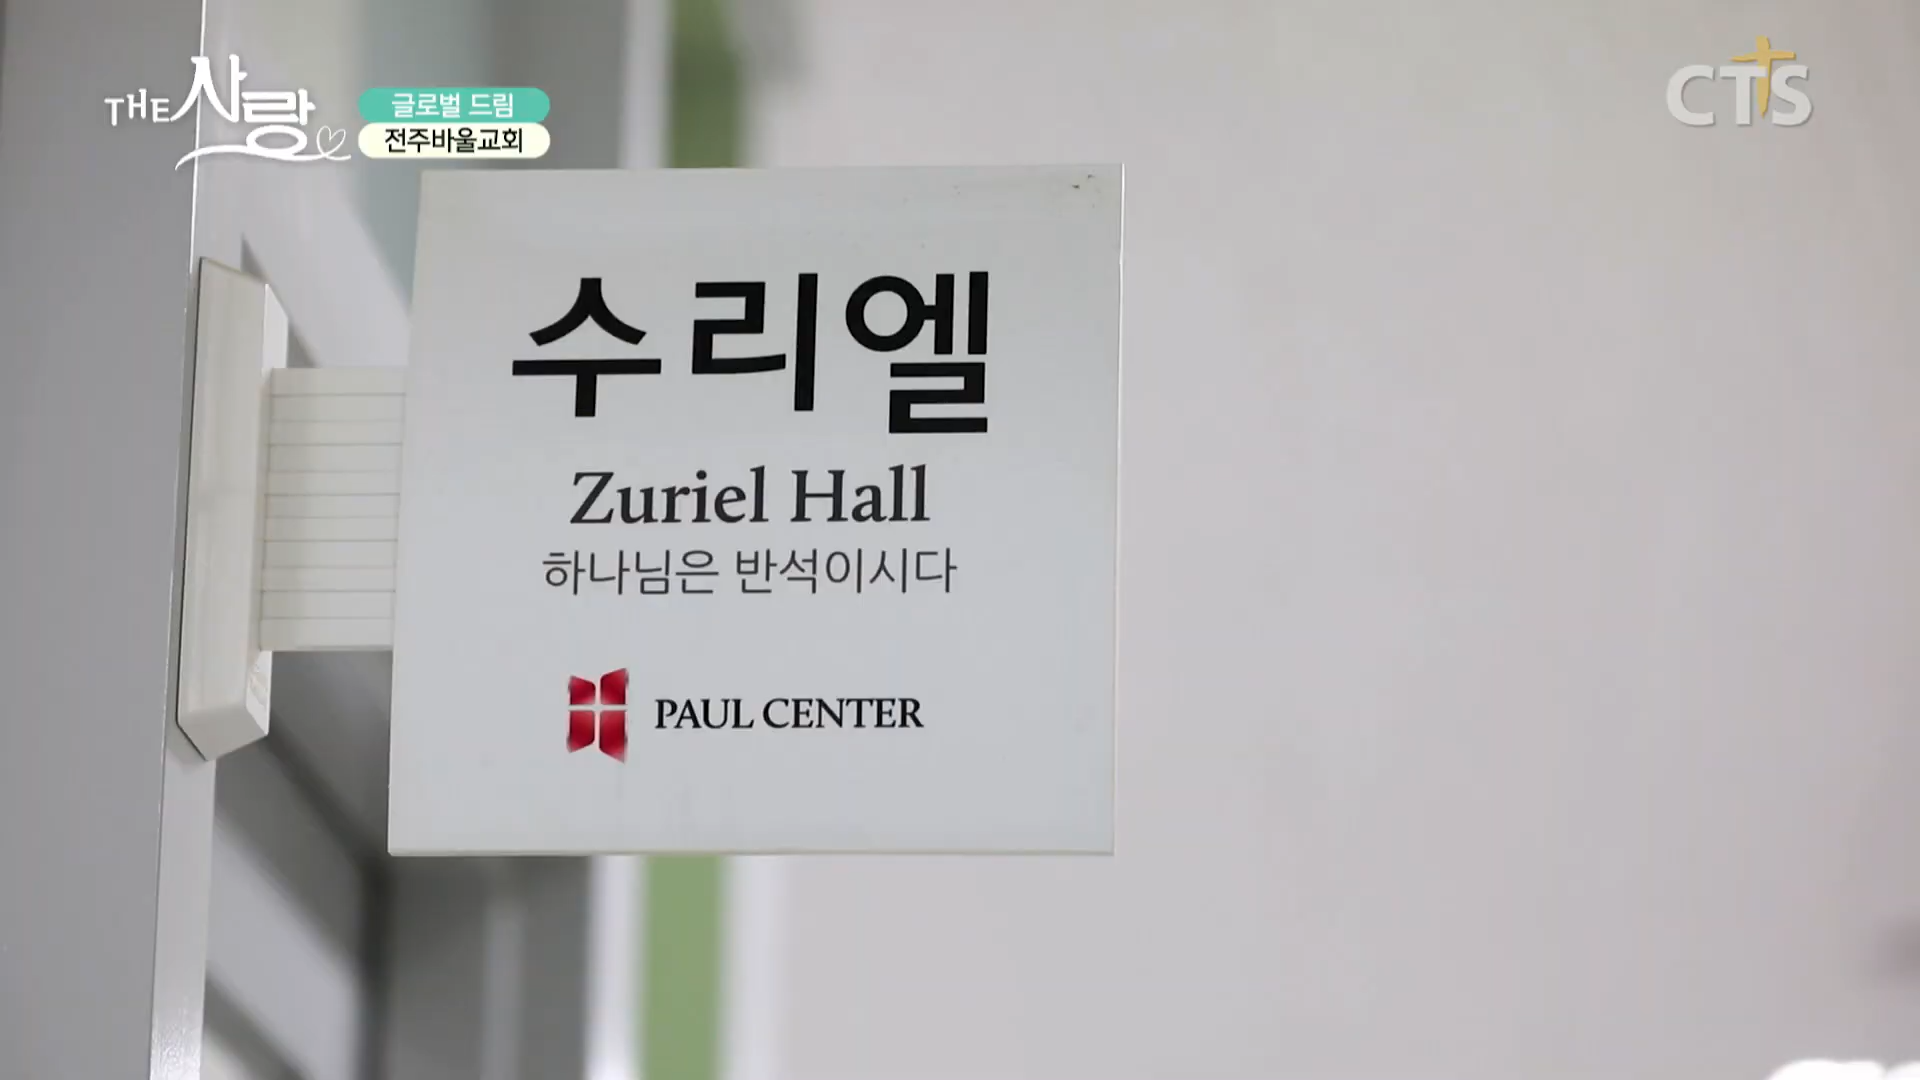 THE 사랑
글로벌 드림
전주바울교회
CTS
수리엘
Zuriel Hall
하나님은 반석이시다
PAUL CENTER